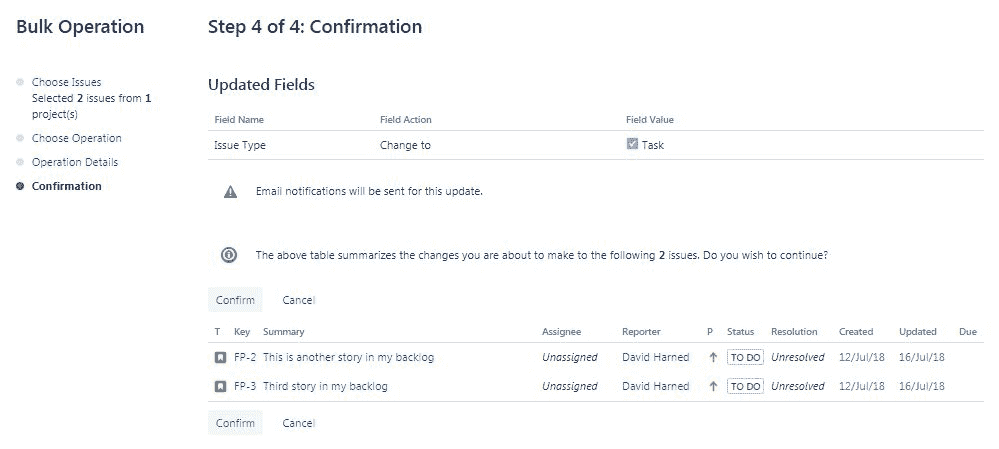 Bulk Operation
Choose Issues
Selected 2 issues from 1
project(s)
Choose Operation
Operation Details
Confirmation
Step 4 of 4: Confirmation
Updated Fields
Field Name Field Action Field Value
Issue Type Change to Task
Email notifications will be sent for this update.
The above table summarizes the changes you are about to make to the following 2 issues. Do you wish to continue?
Confirm Cancel
T Key Summary Assignee Reporter P Status Resolution Created Updated Due
FP-2 This is another story in my backlog Unassigned David Harned TO DO Unresolved 12/Jul/18 16/Jul/18
FP-3 Third story in my backlog Unassigned David Harned TO DO Unresolved 12/Jul/18 16/Jul/18
Confirm Cancel